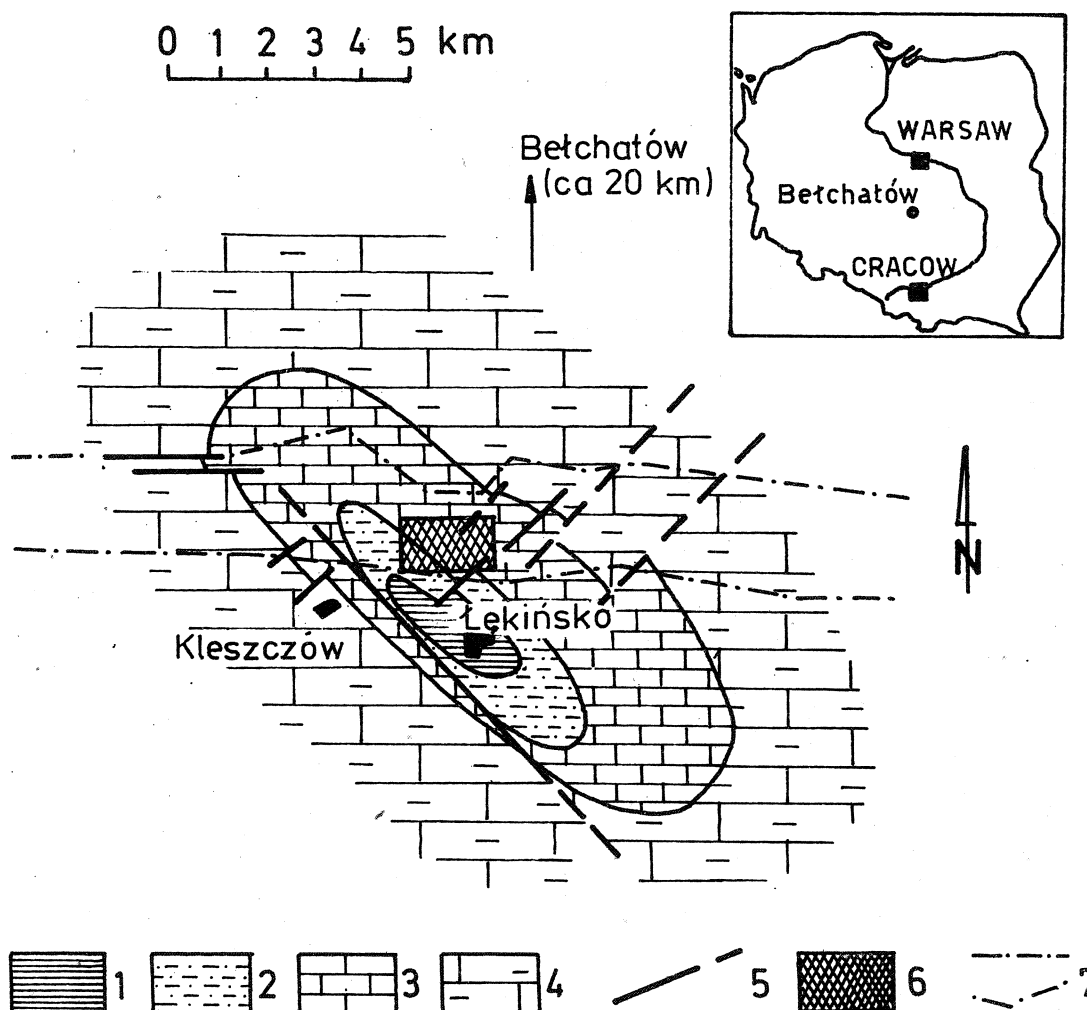 0 1 2 3 4 5 km
Bełchatów
(ca 20 km)
WARSAW
Bełchatów
CRACOW
N
Łękińsko
Kleszczów
1 2 3 4 5 6 7